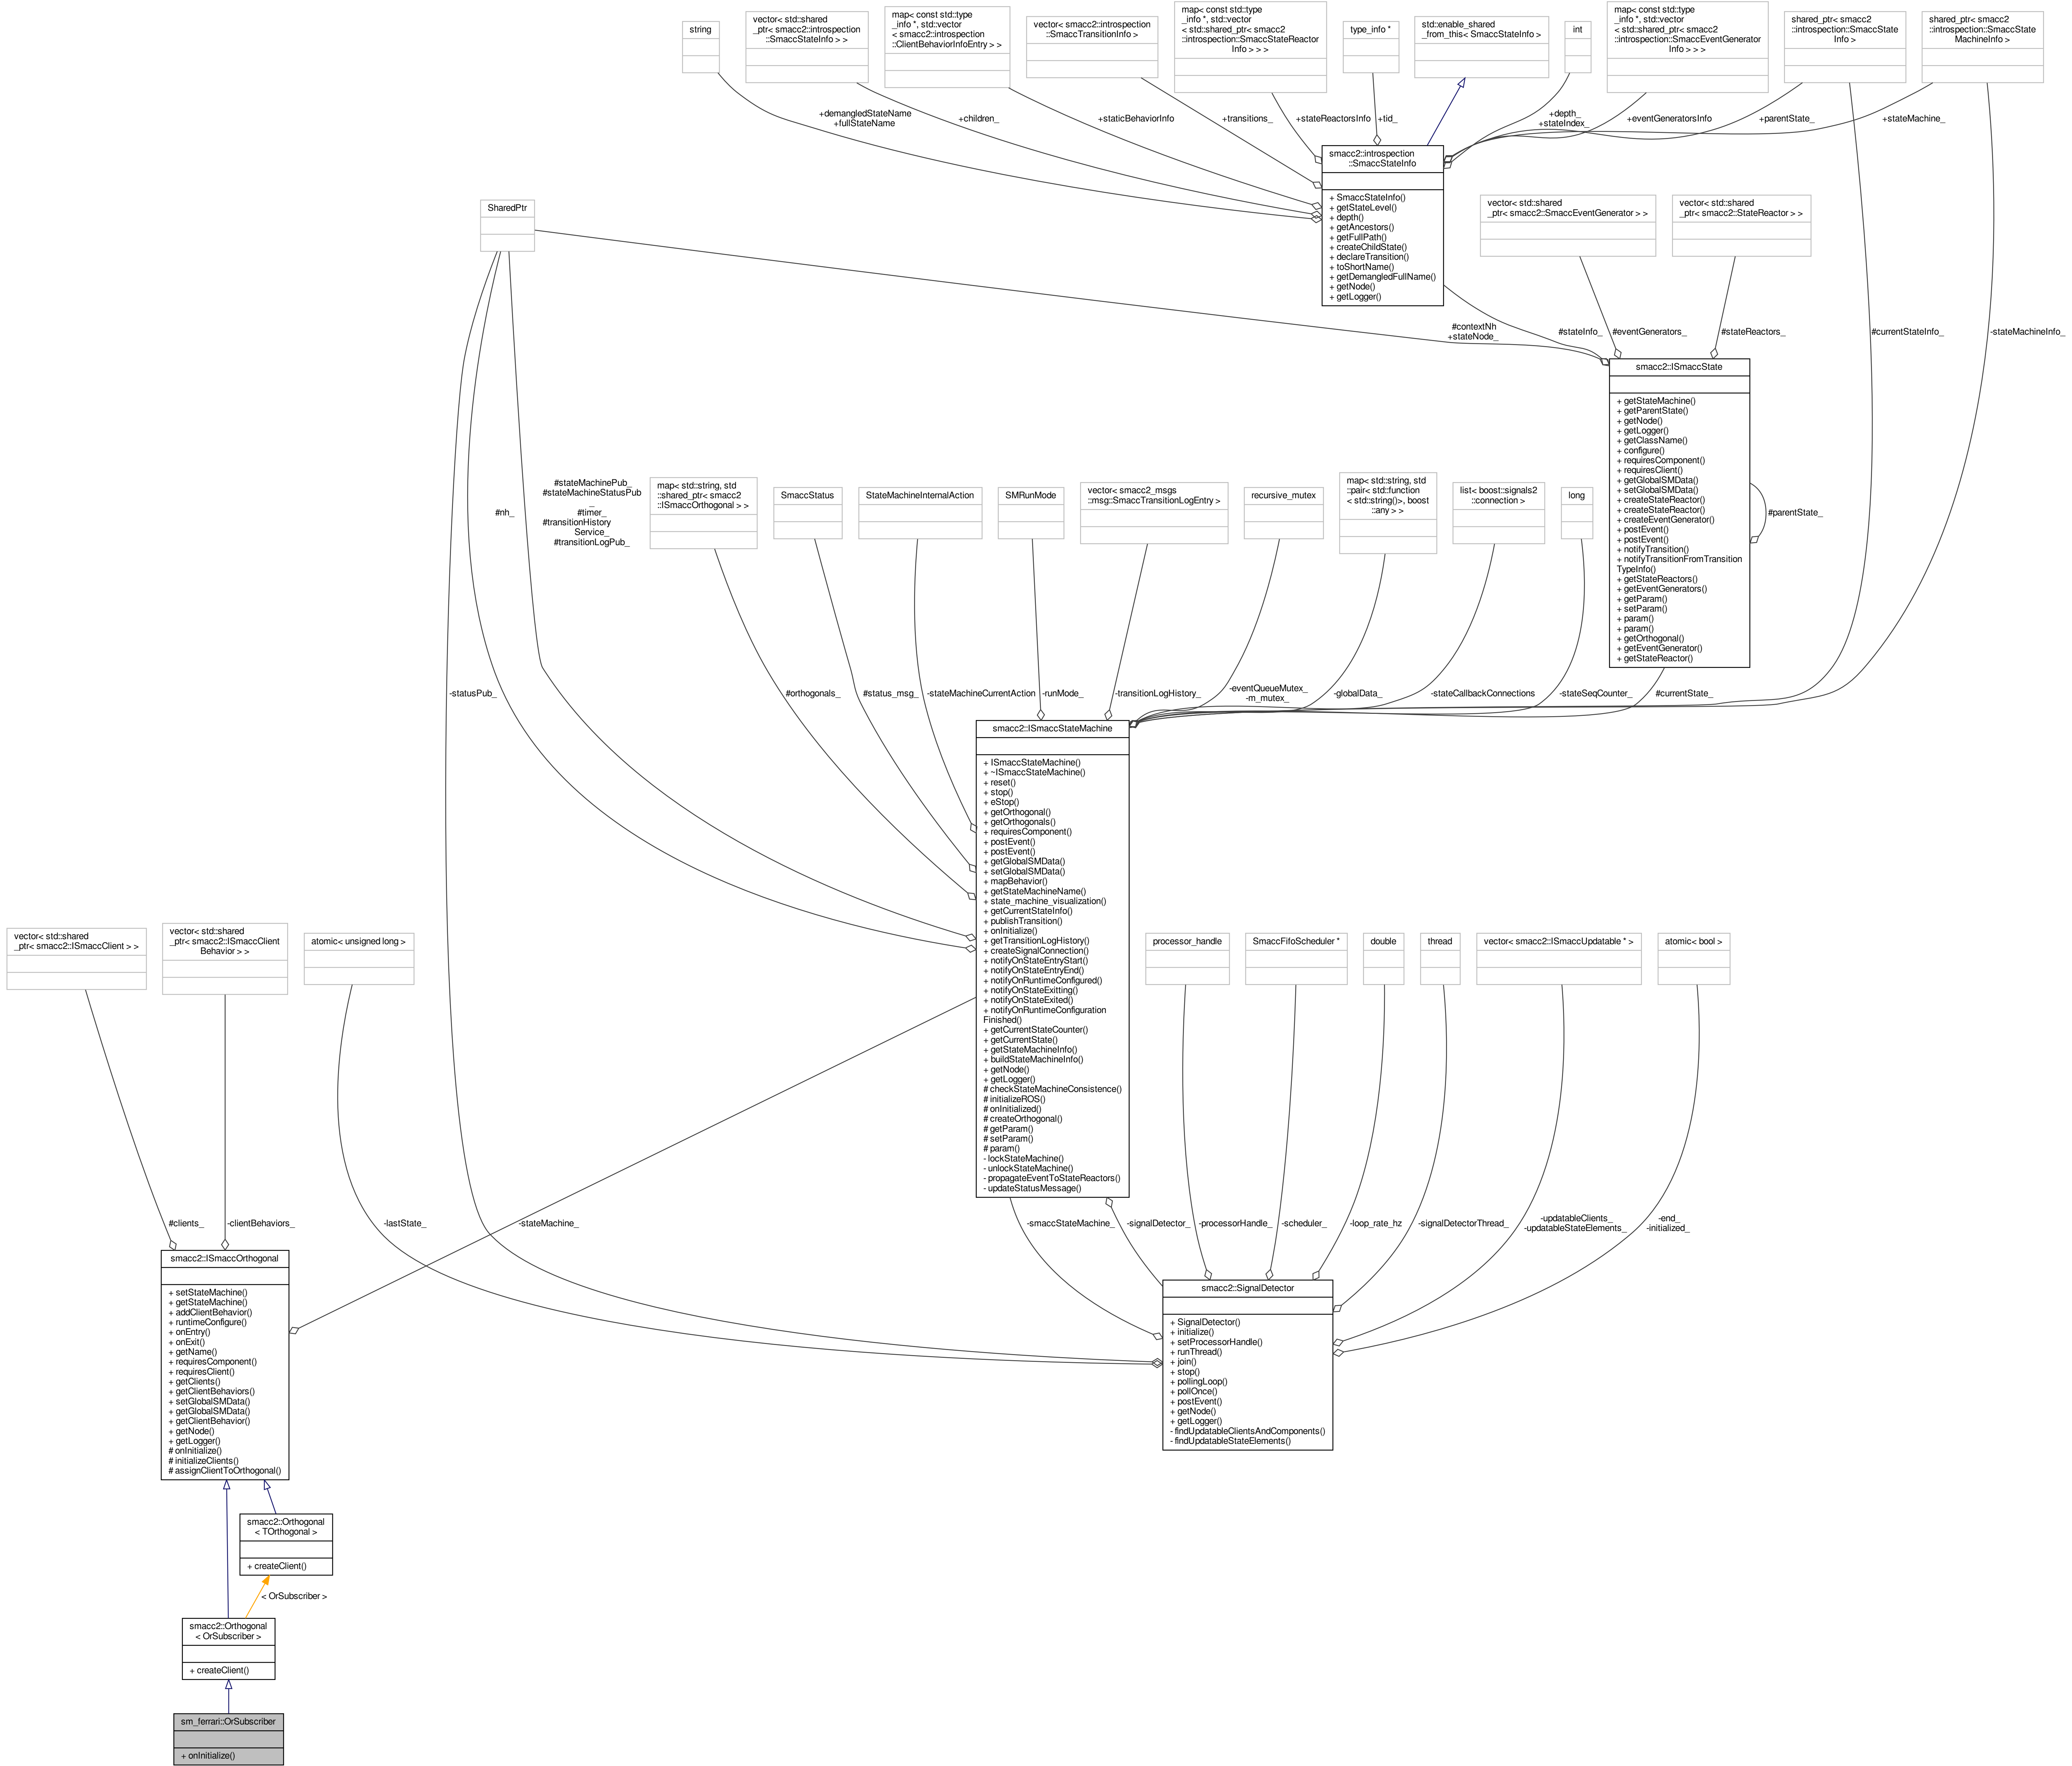 string
vector< std::shared
_ptr< smacc2::introspection
::SmaccStateInfo > >
map< const std::type
_info *, std::vector
< smacc2::introspection
::ClientBehaviorInfoEntry > >
vector< smacc2::introspection
::SmaccTransitionInfo >
map< const std::type
_info *, std::vector
< std::shared_ptr< smacc2
::introspection::SmaccStateReactor
Info > > >
type_info *
std::enable_shared
_from_this< SmaccStateInfo >
int
map< const std::type
_info *, std::vector
< std::shared_ptr< smacc2
::introspection::SmaccEventGenerator
Info > > >
shared_ptr< smacc2
::introspection::SmaccState
Info >
shared_ptr< smacc2
::introspection::SmaccState
MachineInfo >
+demangledStateName
+fullStateName
+children_
+staticBehaviorInfo
+transitions_
+stateReactorsInfo
+tid_
+depth_
+stateIndex_
+eventGeneratorsInfo
+parentState_
+stateMachine_
smacc2::introspection
::SmaccStateInfo
+ SmaccStateInfo()
+ getStateLevel()
+ depth()
+ getAncestors()
+ getFullPath()
+ createChildState()
+ declareTransition()
+ toShortName()
+ getDemangledFullName()
+ getNode()
+ getLogger()
SharedPtr
vector< std::shared
_ptr< smacc2::SmaccEventGenerator > >
vector< std::shared
_ptr< smacc2::StateReactor > >
#contextNh
+stateNode_
#stateInfo_
#eventGenerators_
#stateReactors_
#currentStateInfo_
-stateMachineInfo_
smacc2::ISmaccState
+ getStateMachine()
+ getParentState()
+ getNode()
+ getLogger()
+ getClassName()
+ configure()
+ requiresComponent()
+ requiresClient()
+ getGlobalSMData()
+ setGlobalSMData()
+ createStateReactor()
+ createStateReactor()
+ createEventGenerator()
+ postEvent()
+ postEvent()
+ notifyTransition()
+ notifyTransitionFromTransition
TypeInfo()
+ getStateReactors()
+ getEventGenerators()
+ getParam()
+ setParam()
+ param()
+ param()
+ getOrthogonal()
+ getEventGenerator()
+ getStateReactor()
#parentState_
#nh_
#stateMachinePub_
#stateMachineStatusPub
_
#timer_
#transitionHistory
Service_
#transitionLogPub_
map< std::string, std
::shared_ptr< smacc2
::ISmaccOrthogonal > >
SmaccStatus
StateMachineInternalAction
SMRunMode
vector< smacc2_msgs
::msg::SmaccTransitionLogEntry >
recursive_mutex
map< std::string, std
::pair< std::function
< std::string()>, boost
::any > >
list< boost::signals2
::connection >
long
-statusPub_
#orthogonals_
#status_msg_
-stateMachineCurrentAction
-runMode_
-transitionLogHistory_
-eventQueueMutex_
-m_mutex_
-globalData_
-stateCallbackConnections
-stateSeqCounter_
#currentState_
smacc2::ISmaccStateMachine
+ ISmaccStateMachine()
+ ~ISmaccStateMachine()
+ reset()
+ stop()
+ eStop()
+ getOrthogonal()
+ getOrthogonals()
+ requiresComponent()
+ postEvent()
+ postEvent()
+ getGlobalSMData()
+ setGlobalSMData()
+ mapBehavior()
+ getStateMachineName()
+ state_machine_visualization()
+ getCurrentStateInfo()
+ publishTransition()
+ onInitialize()
+ getTransitionLogHistory()
+ createSignalConnection()
+ notifyOnStateEntryStart()
+ notifyOnStateEntryEnd()
+ notifyOnRuntimeConfigured()
+ notifyOnStateExitting()
+ notifyOnStateExited()
+ notifyOnRuntimeConfiguration
Finished()
+ getCurrentStateCounter()
+ getCurrentState()
+ getStateMachineInfo()
+ buildStateMachineInfo()
+ getNode()
+ getLogger()
# checkStateMachineConsistence()
# initializeROS()
# onInitialized()
# createOrthogonal()
# getParam()
# setParam()
# param()
- lockStateMachine()
- unlockStateMachine()
- propagateEventToStateReactors()
- updateStatusMessage()
vector< std::shared
_ptr< smacc2::ISmaccClient > >
vector< std::shared
_ptr< smacc2::ISmaccClient
Behavior > >
atomic< unsigned long >
processor_handle
SmaccFifoScheduler *
double
thread
vector< smacc2::ISmaccUpdatable * >
atomic< bool >
#clients_
-clientBehaviors_
-lastState_
-stateMachine_
-smaccStateMachine_
-signalDetector_
-processorHandle_
-scheduler_
-loop_rate_hz
-signalDetectorThread_
-updatableClients_
-updatableStateElements_
-end_
-initialized_
smacc2::ISmaccOrthogonal
+ setStateMachine()
+ getStateMachine()
+ addClientBehavior()
+ runtimeConfigure()
+ onEntry()
+ onExit()
+ getName()
+ requiresComponent()
+ requiresClient()
+ getClients()
+ getClientBehaviors()
+ setGlobalSMData()
+ getGlobalSMData()
+ getClientBehavior()
+ getNode()
+ getLogger()
# onInitialize()
# initializeClients()
# assignClientToOrthogonal()
smacc2::SignalDetector
+ SignalDetector()
+ initialize()
+ setProcessorHandle()
+ runThread()
+ join()
+ stop()
+ pollingLoop()
+ pollOnce()
+ postEvent()
+ getNode()
+ getLogger()
- findUpdatableClientsAndComponents()
- findUpdatableStateElements()
smacc2::Orthogonal
< TOrthogonal >
+ createClient()
< OrSubscriber >
smacc2::Orthogonal
< OrSubscriber >
+ createClient()
sm_ferrari::OrSubscriber
+ onInitialize()